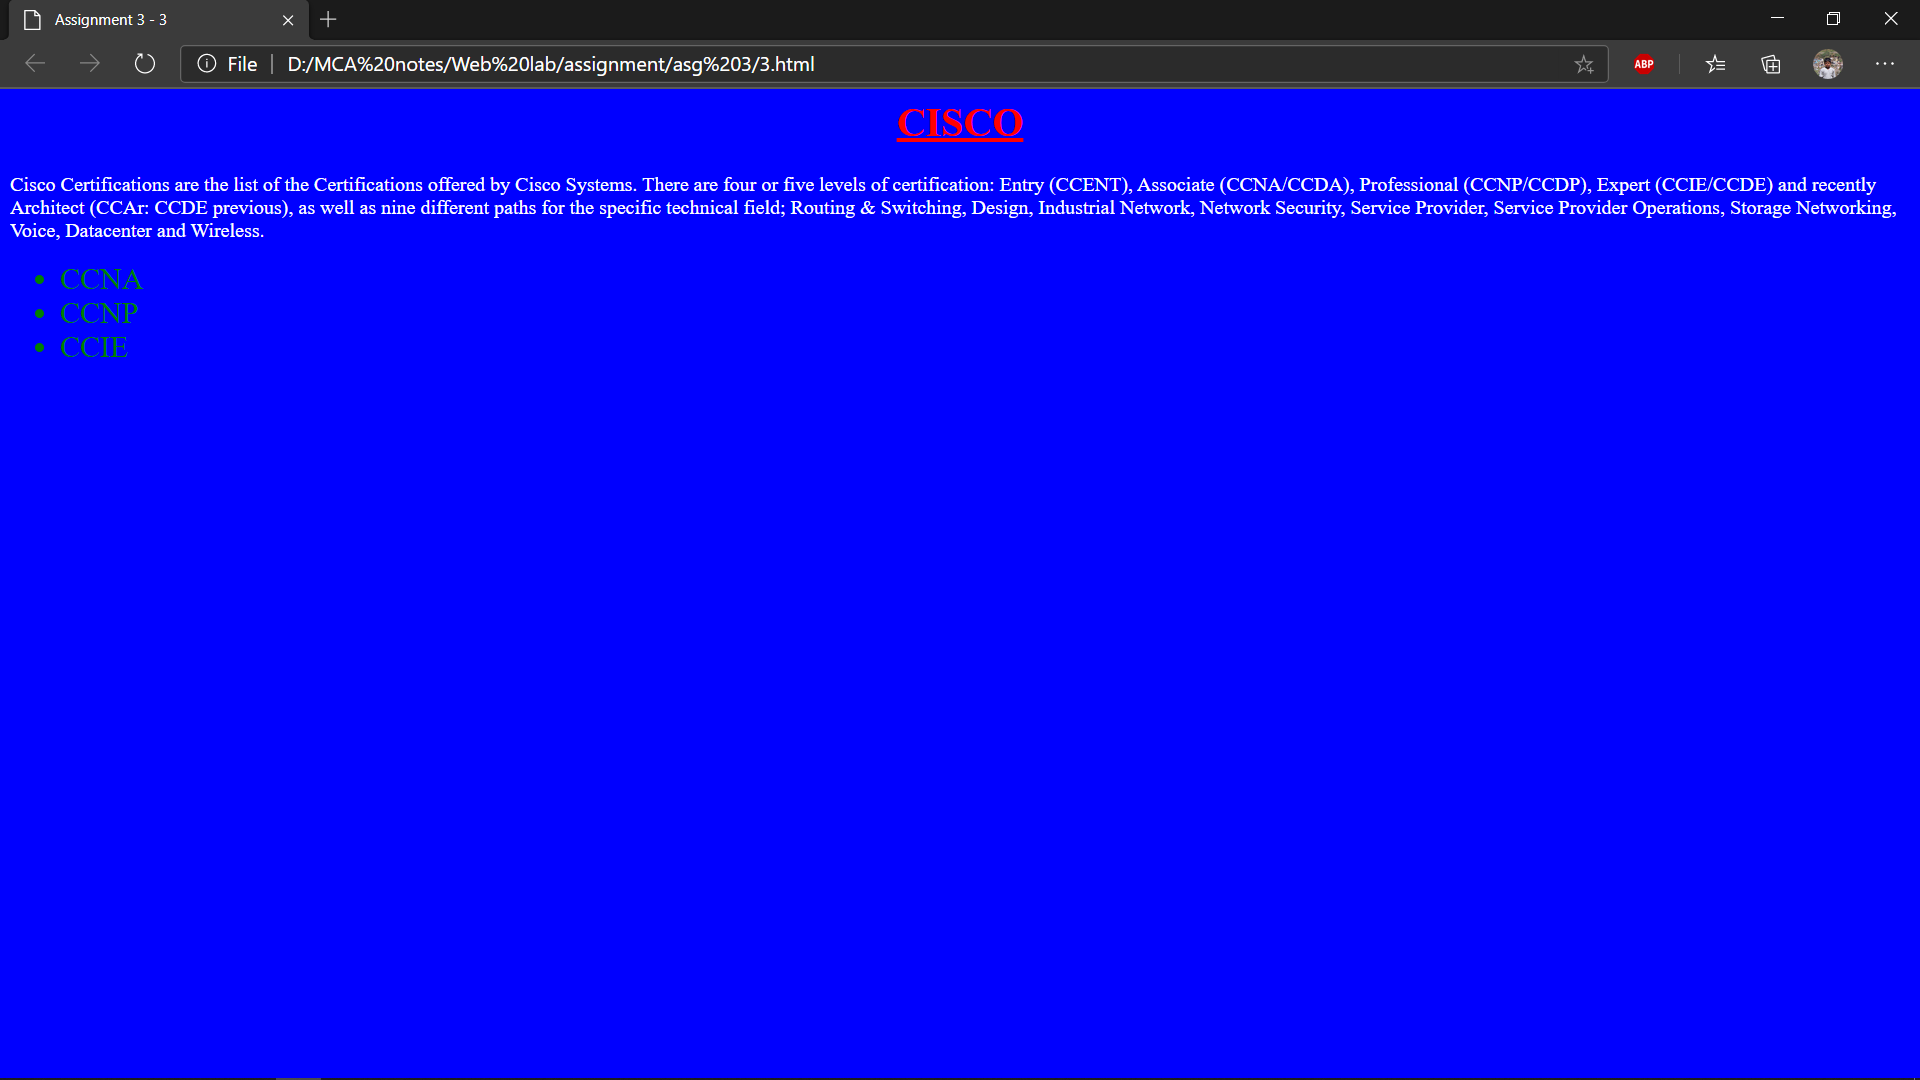 Assignment 3 - 3
File
D:/MCA%20notes/Web%20lab/assignment/asg%203/3.html
ABP
CISCO
Cisco Certifications are the list of the Certifications offered by Cisco Systems. There are four or five levels of certification: Entry (CCENT), Associate (CCNA/CCDA), Professional (CCNP/CCDP), Expert (CCIE/CCDE) and recently
Architect (CCAr: CCDE previous), as well as nine different paths for the specific technical field; Routing & Switching, Design, Industrial Network, Network Security, Service Provider, Service Provider Operations, Storage Networking,
Voice, Datacenter and Wireless.
CCNA
CCNP
CCIE